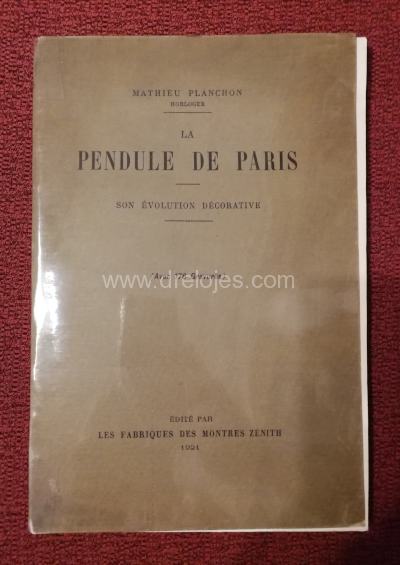 MATHIEU PLANCHON
HORLOGER
LA
PENDULE DE PARIS
SON ÉVOLUTION DÉCORATIVE
www.drelojes.com
ÉDITÉ PAR
LES FABRIQUES DES MONTRES ZÉNITH
1921